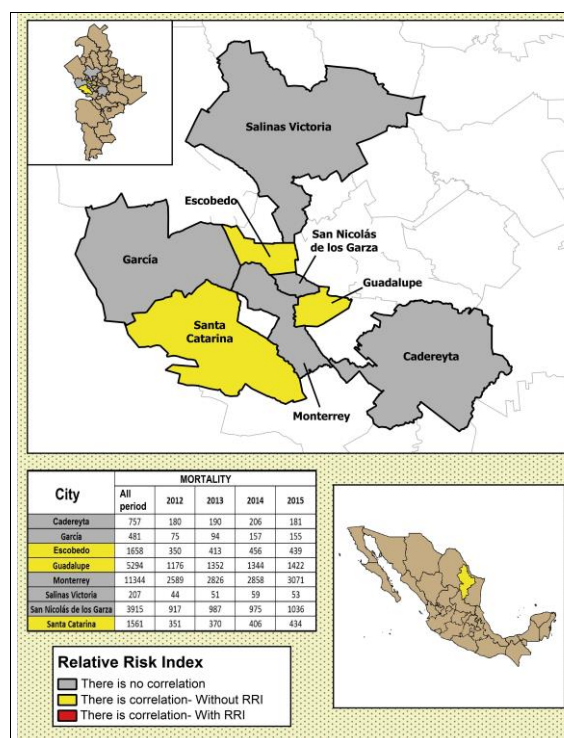 Salinas Victoria
Escobedo
San Nicolás
de los Garza
García
Guadalupe
Santa
Catarina
Cadereyta
Monterrey
City MORTALITY
All period 2012 2013 2014 2015
Cadereyta 757 180 190 206 181
García 481 75 94 157 155
Escobedo 1658 350 413 456 439
Guadalupe 5294 1176 1352 1344 1422
Monterrey 11344 2589 2826 2858 3071
Salinas Victoria 207 44 51 59 53
San Nicolás de los Garza 3915 917 987 975 1036
Santa Catarina 1561 351 370 406 434
Relative Risk Index
There is no correlation
There is correlation- Without RRI
There is correlation- With RRI